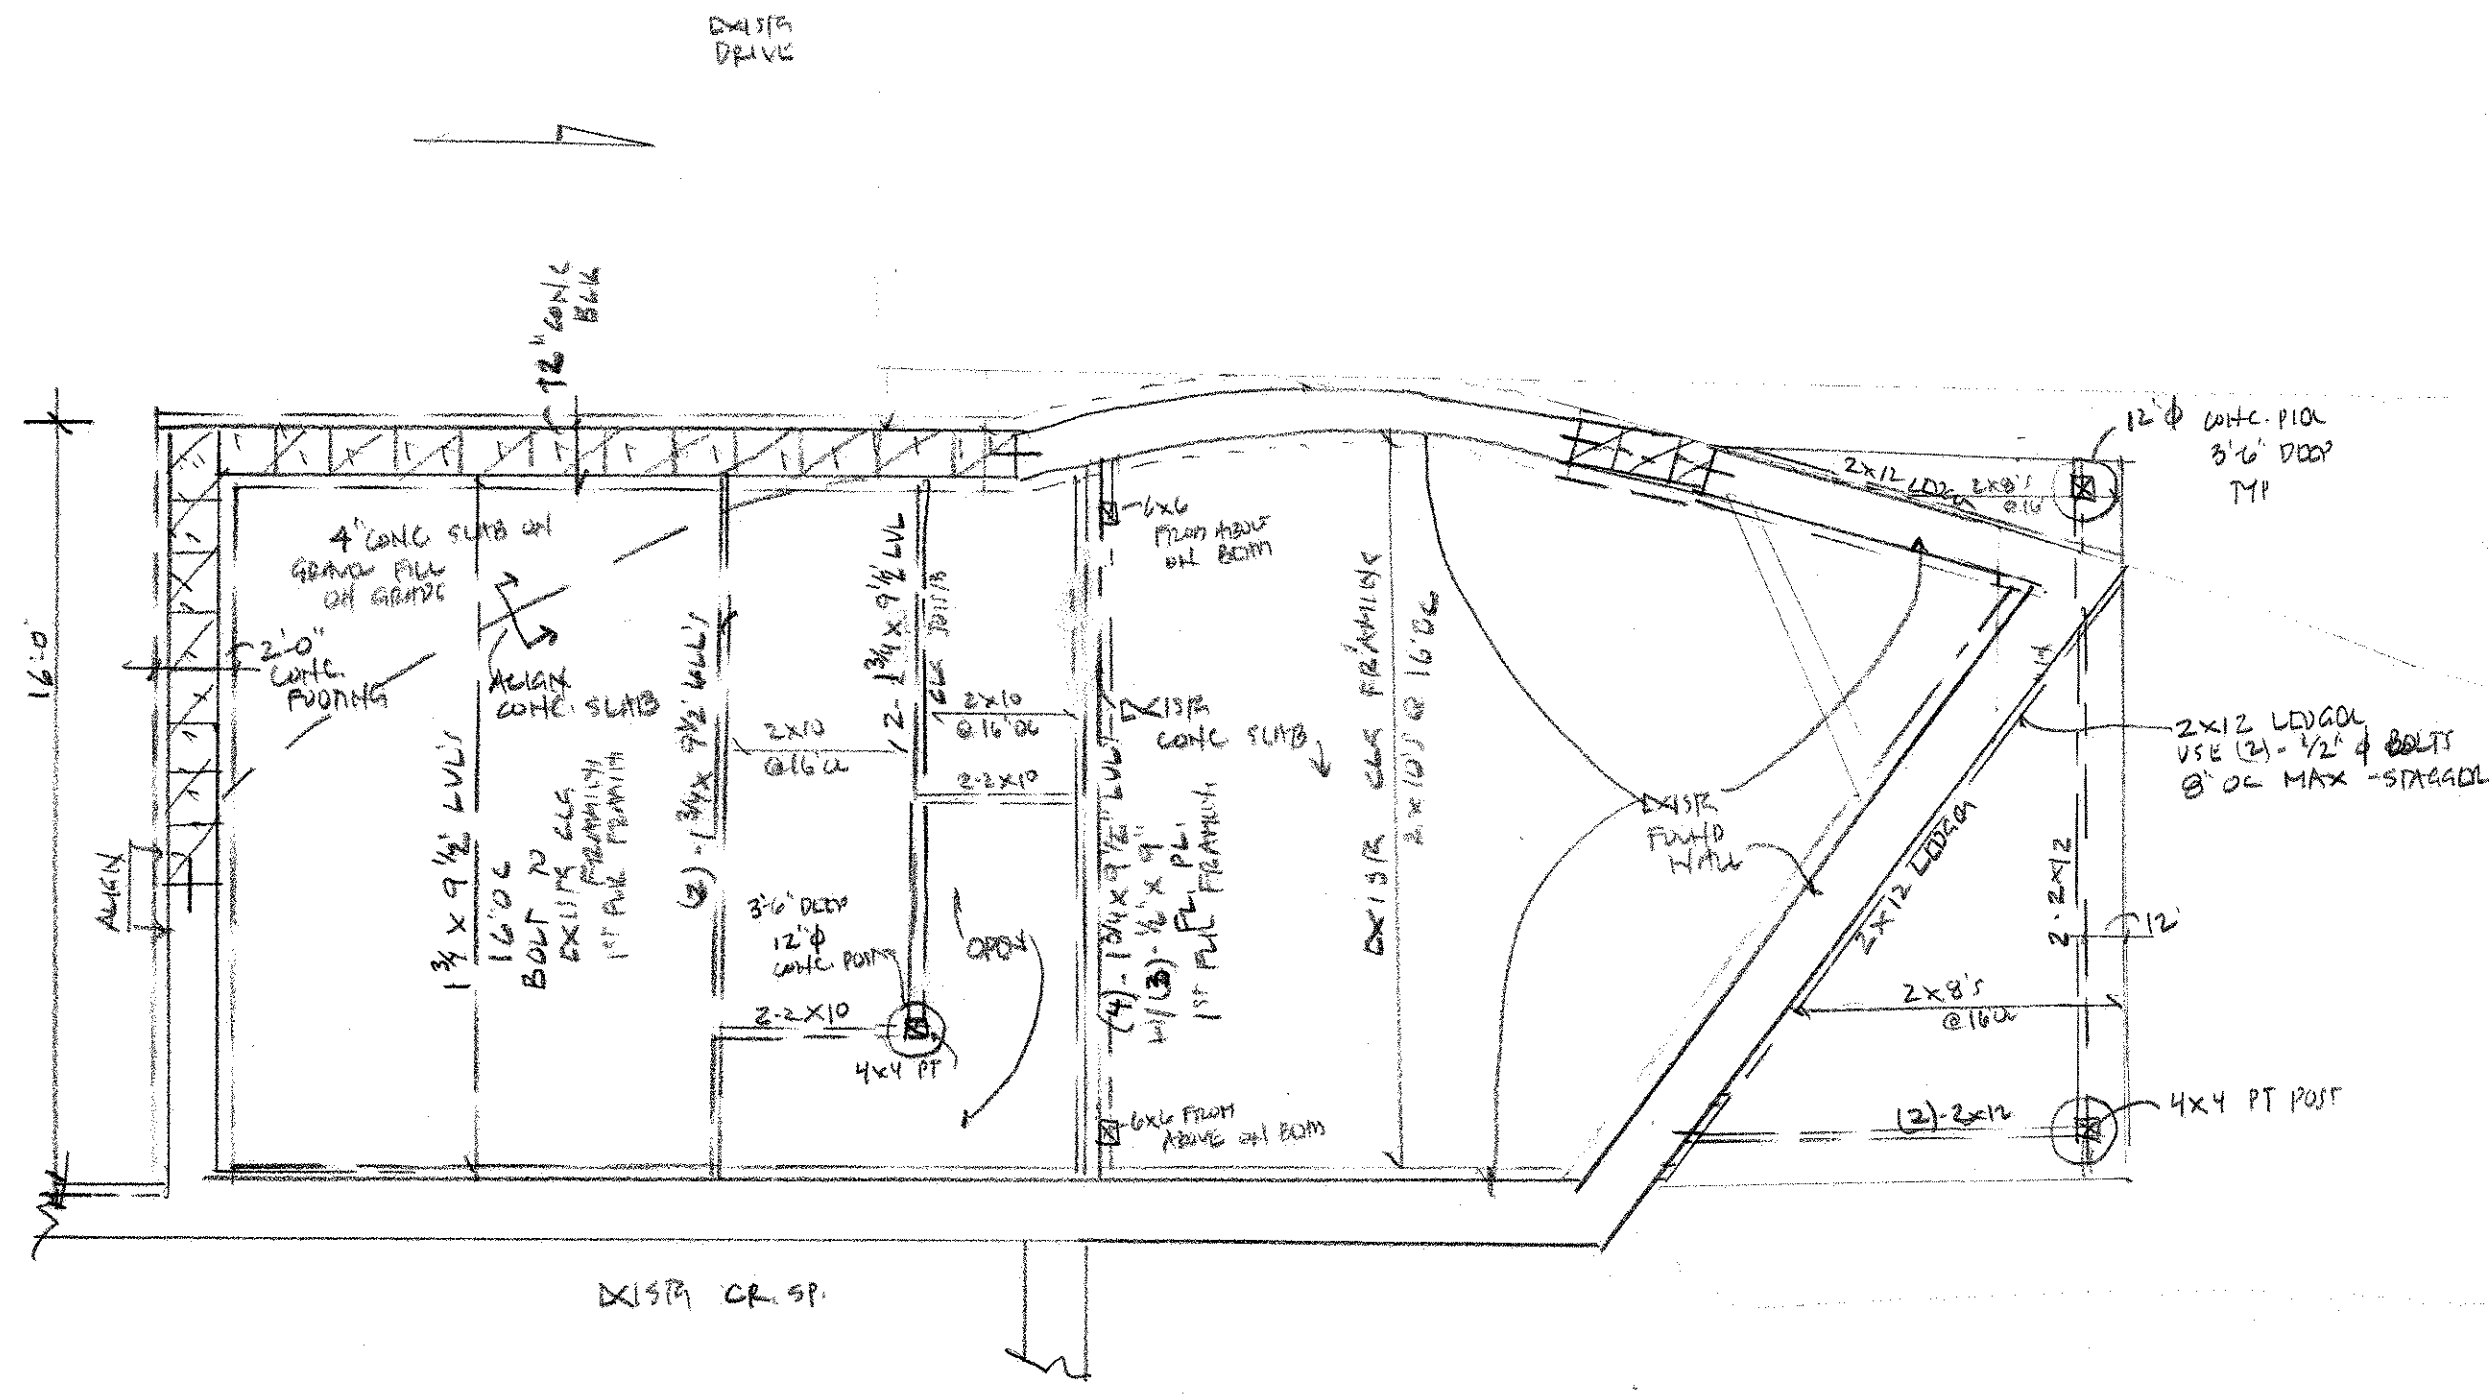 EXIST'G
DRIVE
12" CONC
BLK
16'-0"
4" CONC SLAB ON
GRAVEL FILL
ON GRADE
2'-0"
CONC.
FOOTING
ALIGN
CONC. SLAB
ALIGN
1 3/4 x 9 1/2" LVL'S
16" OC
BOLT TO
EXIST'G CLG
FRAMING
1ST FLR FRAMING
(2) - 1 3/4 x 9 1/2"
2x10
@ 16" OC
1 3/4 x 9 1/2" LVL
CLG JOISTS
2x10
@ 16" OC
2-2x10
3'-6" DEEP
12" φ
CONC
2-2x10
4x4 PT
OPEN
6x6
FROM ABOVE
ON BEAM
EXIST'G
CONC SLAB
(4) - 1 3/4 x 9 1/2" LVL'S
W/ (3) - 1/2" x 9"
FL. PL.
1ST FLR FRAMING
6x6 FROM
ABOVE ON BEAM
EXIST'G CLG FRAMING
2x10'S @ 16" OC
EXIST'G
FOUND
WALL
2x12 LEDGER
2x8'S
@ 16
12" φ CONC. PIER
3'-6" DEEP
TYP
2x12 LEDGER
USE (2) - 1/2" φ BOLTS
8" OC MAX - STAGGER
2x12 LEDGER
2-2x12
12"
2x8'S
@ 16 OC
(2) - 2x12
4x4 PT POST
EXIST'G CR. SP.